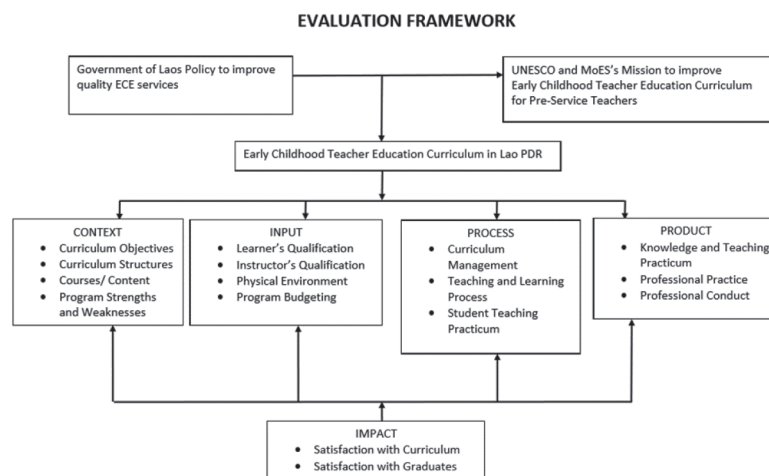 EVALUATION FRAMEWORK
Government of Laos Policy to improve
quality ECE services
UNESCO and MoES's Mission to improve
Early Childhood Teacher Education Curriculum
for Pre-Service Teachers
Early Childhood Teacher Education Curriculum in Lao PDR
CONTEXT
• Curriculum Objectives
• Curriculum Structures
• Courses/ Content
• Program Strengths
and Weaknesses
INPUT
• Learner's Qualification
• Instructor's Qualification
• Physical Environment
• Program Budgeting
PROCESS
• Curriculum
Management
• Teaching and Learning
Process
• Student Teaching
Practicum
PRODUCT
• Knowledge and Teaching
Practicum
• Professional Practice
• Professional Conduct
IMPACT
• Satisfaction with Curriculum
• Satisfaction with Graduates